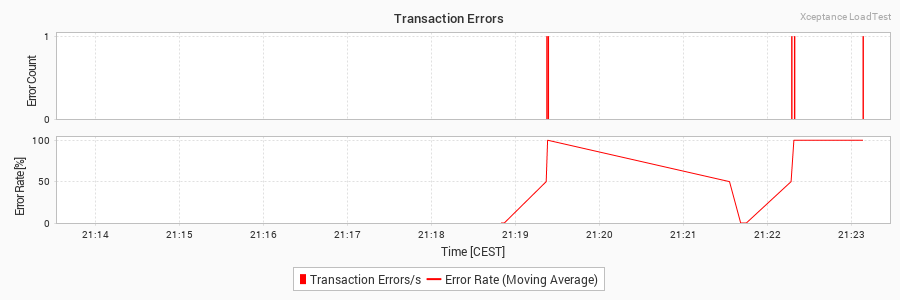 Transaction Errors
Xceptance LoadTest
1
Error Count
0
100
Error Rate [%]
50
0
21:14 21:15 21:16 21:17 21:18 21:19 21:20 21:21 21:22 21:23
Time [CEST]
Transaction Errors/s Error Rate (Moving Average)